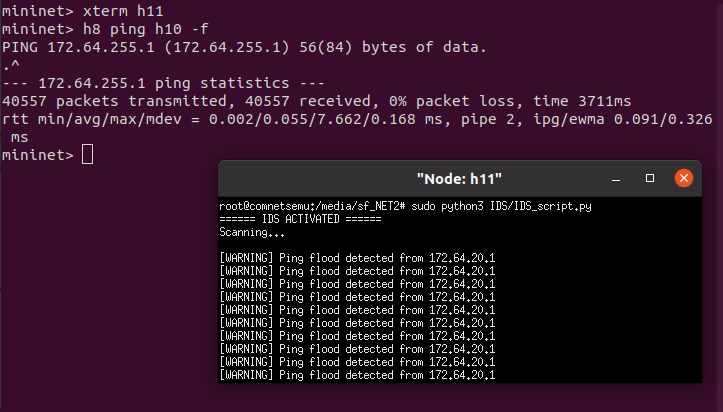 mininet> xterm h11
mininet> h8 ping h10 -f
PING 172.64.255.1 (172.64.255.1) 56(84) bytes of data.
.^
--- 172.64.255.1 ping statistics ---
40557 packets transmitted, 40557 received, 0% packet loss, time 3711ms
rtt min/avg/max/mdev = 0.002/0.055/7.662/0.168 ms, pipe 2, ipg/ewma 0.091/0.326
 ms
mininet>
"Node: h11"
root@comnetsemu:/media/sf_NET2# sudo python3 IDS/IDS_script.py
====== IDS ACTIVATED ======
Scanning...
[WARNING] Ping flood detected from 172.64.20.1
[WARNING] Ping flood detected from 172.64.20.1
[WARNING] Ping flood detected from 172.64.20.1
[WARNING] Ping flood detected from 172.64.20.1
[WARNING] Ping flood detected from 172.64.20.1
[WARNING] Ping flood detected from 172.64.20.1
[WARNING] Ping flood detected from 172.64.20.1
[WARNING] Ping flood detected from 172.64.20.1
[WARNING] Ping flood detected from 172.64.20.1
[WARNING] Ping flood detected from 172.64.20.1